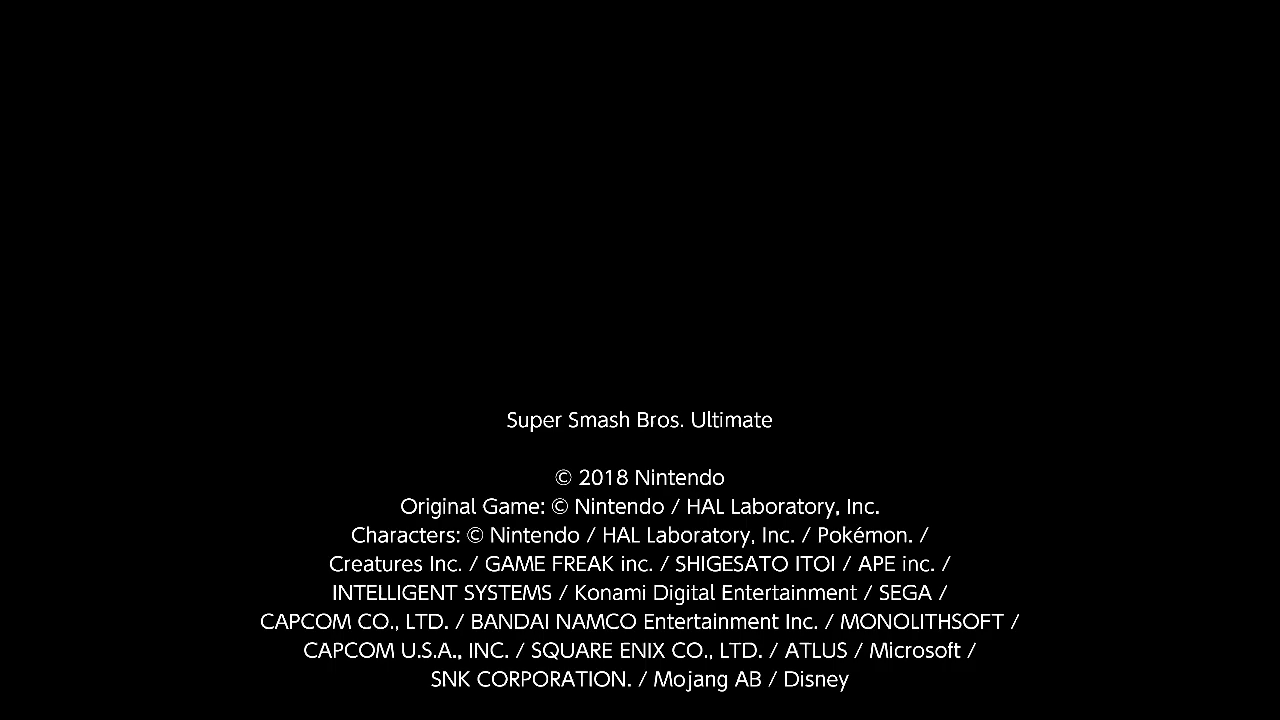 Super Smash Bros. Ultimate
© 2018 Nintendo
Original Game: © Nintendo / HAL Laboratory, Inc.
Characters: © Nintendo / HAL Laboratory, Inc. / Pokémon. /
Creatures Inc. / GAME FREAK inc. / SHIGESATO ITOI / APE inc. /
INTELLIGENT SYSTEMS / Konami Digital Entertainment / SEGA /
CAPCOM CO., LTD. / BANDAI NAMCO Entertainment Inc. / MONOLITHSOFT /
CAPCOM U.S.A., INC. / SQUARE ENIX CO., LTD. / ATLUS / Microsoft /
SNK CORPORATION. / Mojang AB / Disney